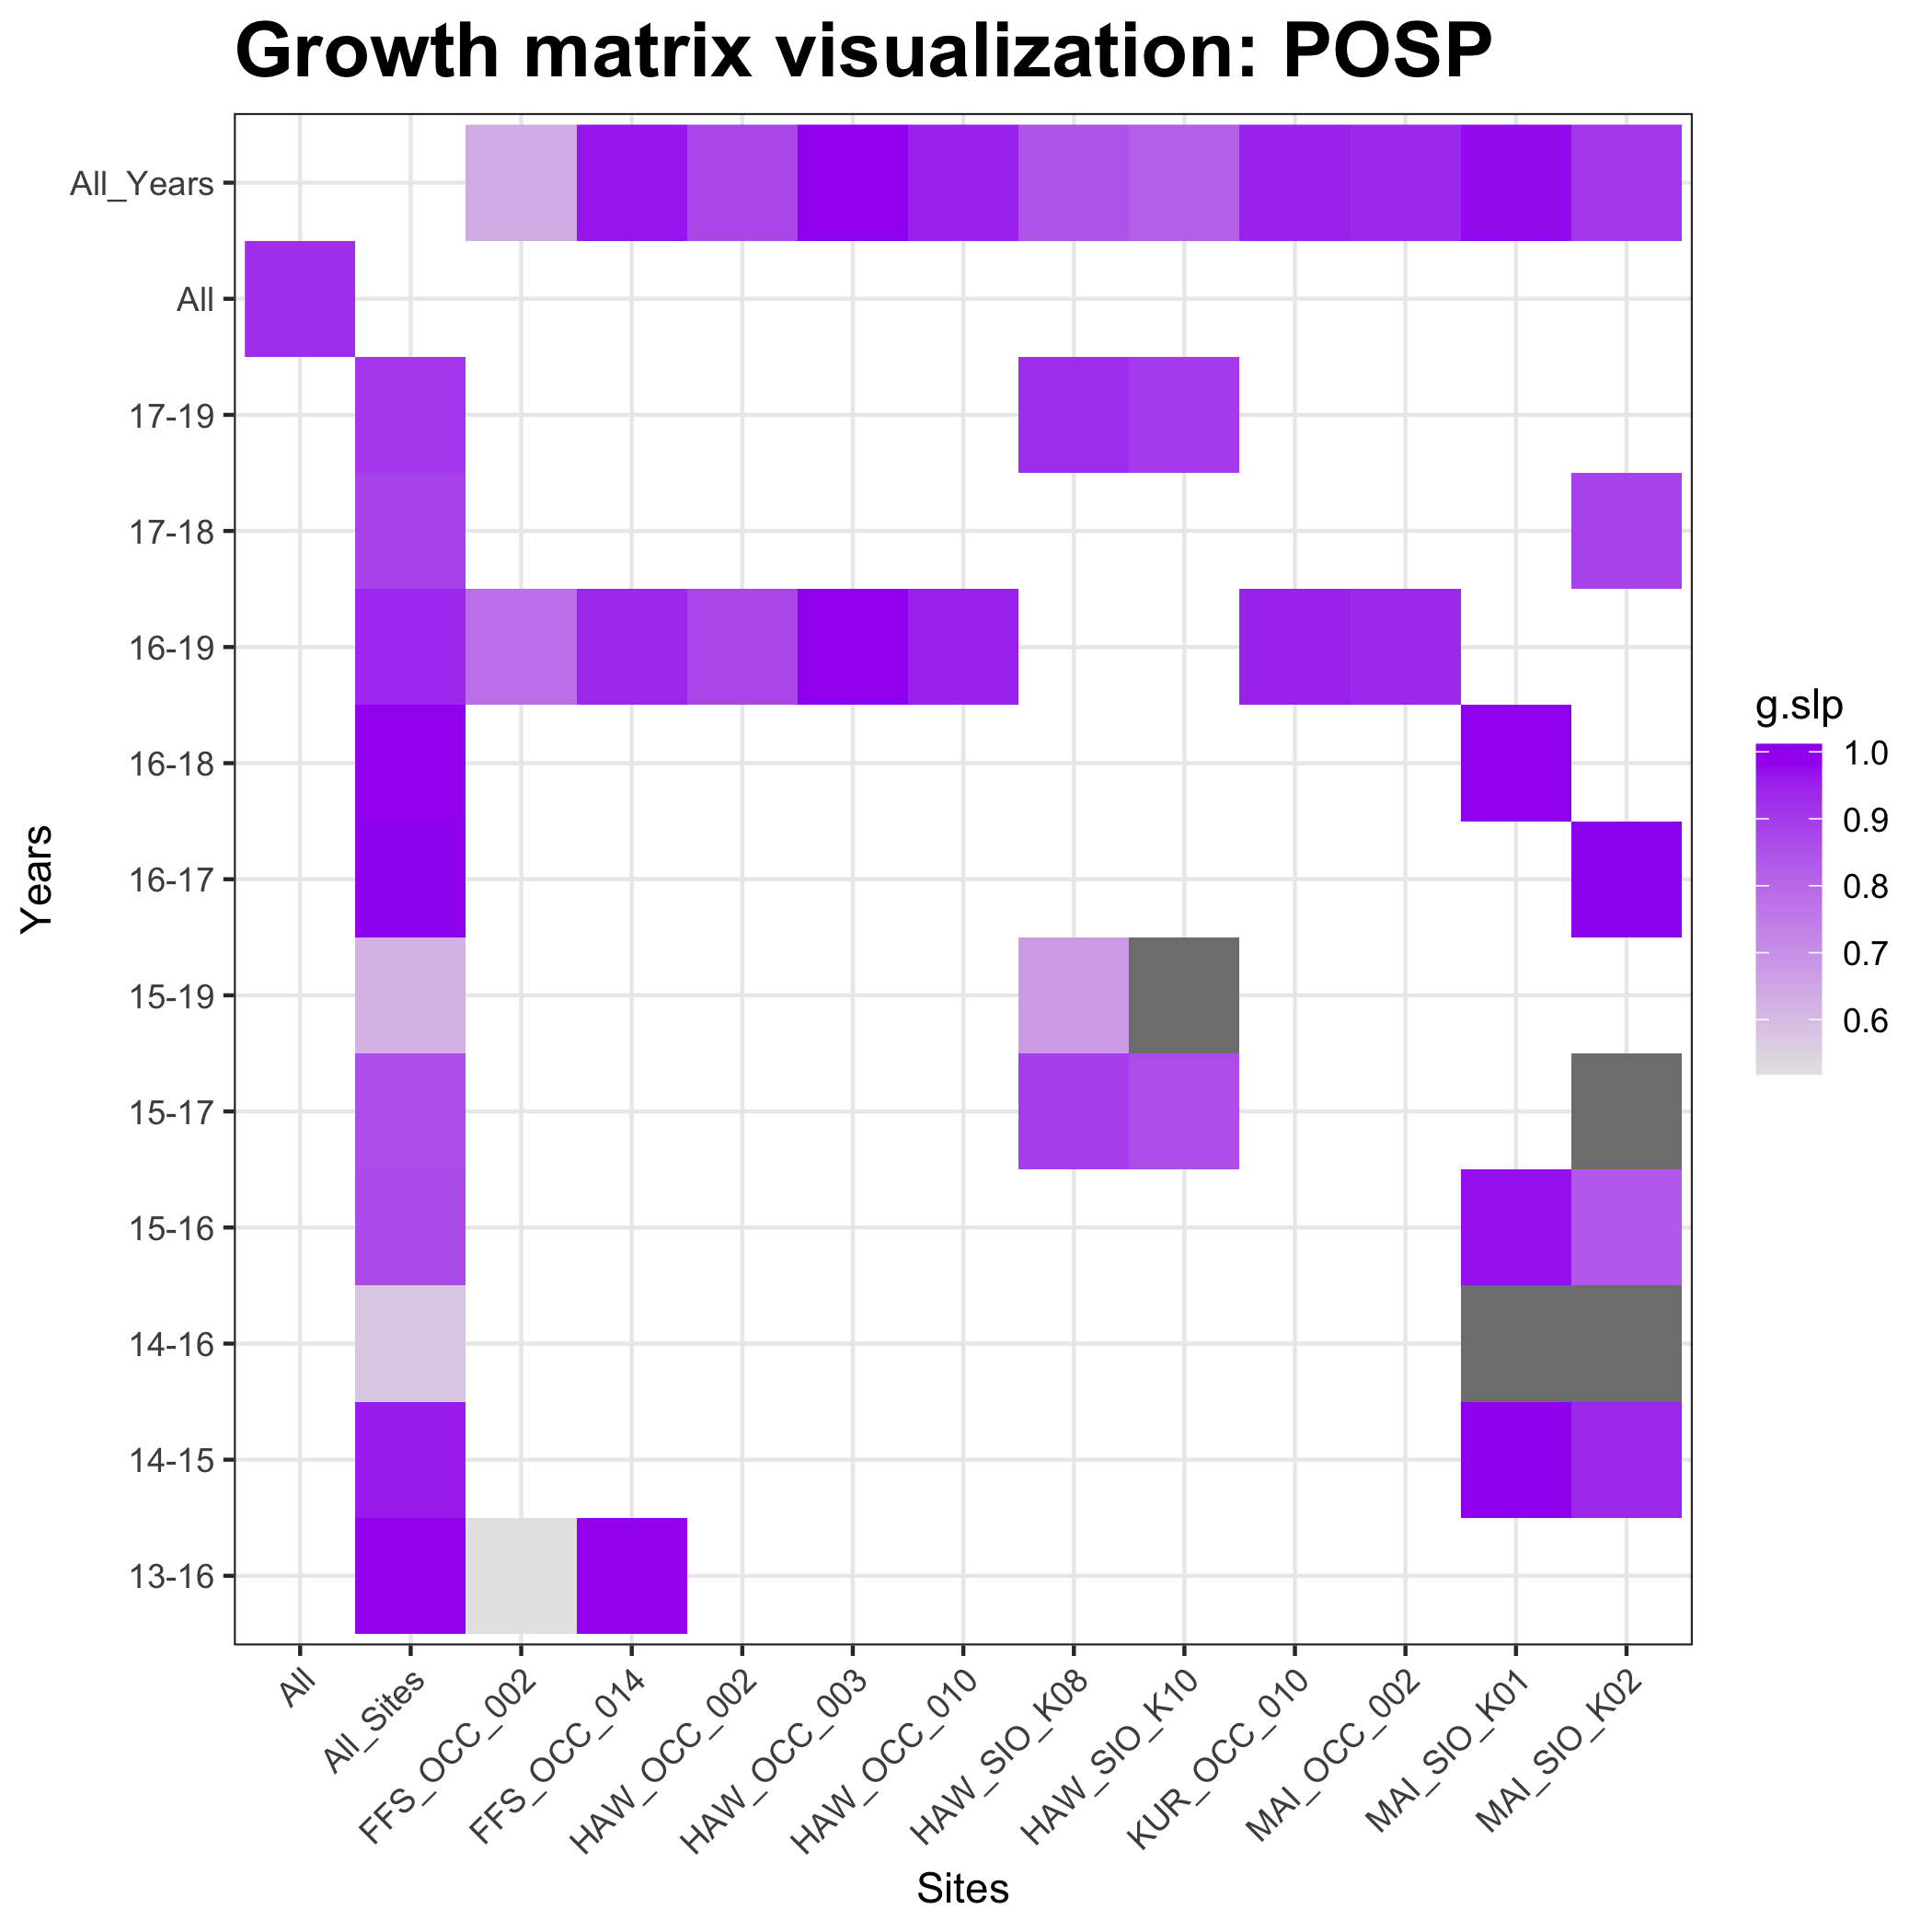 Growth matrix visualization: POSP
All_Years
All
17-19
17-18
16-19
16-18
16-17
15-19
15-17
15-16
14-16
14-15
13-16
Years
g.slp
1.0
0.9
0.8
0.7
0.6
All
All_Sites
FFS_OCC_002
FFS_OCC_014
HAW_OCC_002
HAW_OCC_003
HAW_OCC_010
HAW_SIO_K08
HAW_SIO_K10
KUR_OCC_010
MAI_OCC_002
MAI_SIO_K01
MAI_SIO_K02
Sites